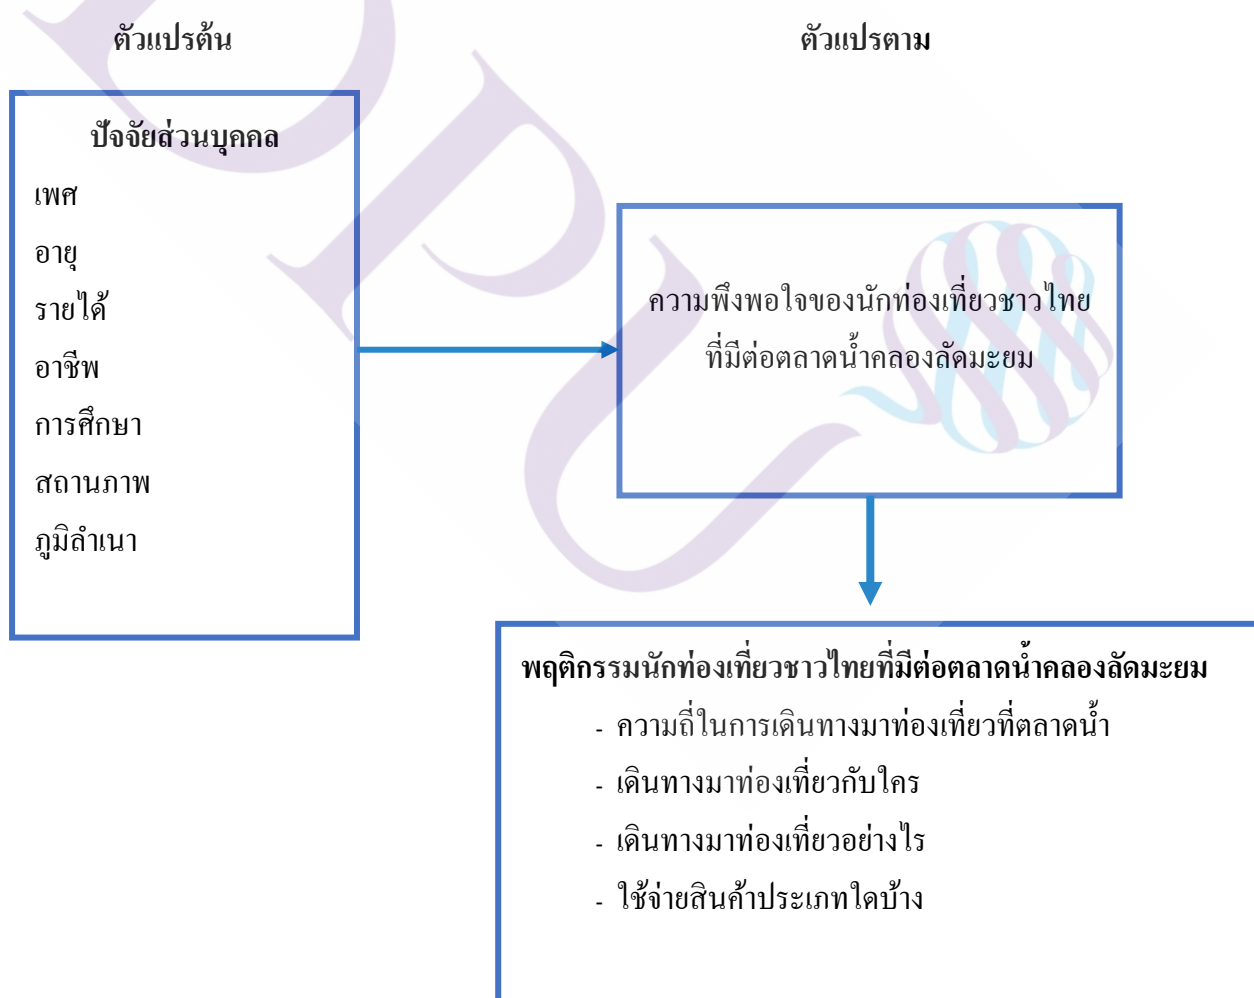 ตัวแปรต้น
ตัวแปรตาม
ปัจจัยส่วนบุคคล
เพศ
อายุ
รายได้
อาชีพ
การศึกษา
สถานภาพ
ภูมิลำเนา
ความพึงพอใจของนักท่องเที่ยวชาวไทย
ที่มีต่อตลาดน้ำคลองลัดมะยม
พฤติกรรมนักท่องเที่ยวชาวไทยที่มีต่อตลาดน้ำคลองลัดมะยม
- ความถี่ในการเดินทางมาท่องเที่ยวที่ตลาดน้ำ
- เดินทางมาท่องเที่ยวกับใคร
- เดินทางมาท่องเที่ยวอย่างไร
- ใช้จ่ายสินค้าประเภทใดบ้าง
DPU